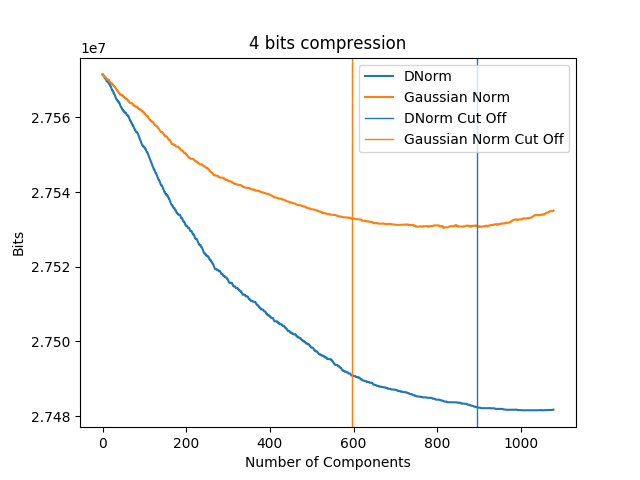 4 bits compression
1e7
2.756
2.754
2.752
2.750
2.748
Bits
0 200 400 600 800 1000
Number of Components
DNorm
Gaussian Norm
DNorm Cut Off
Gaussian Norm Cut Off